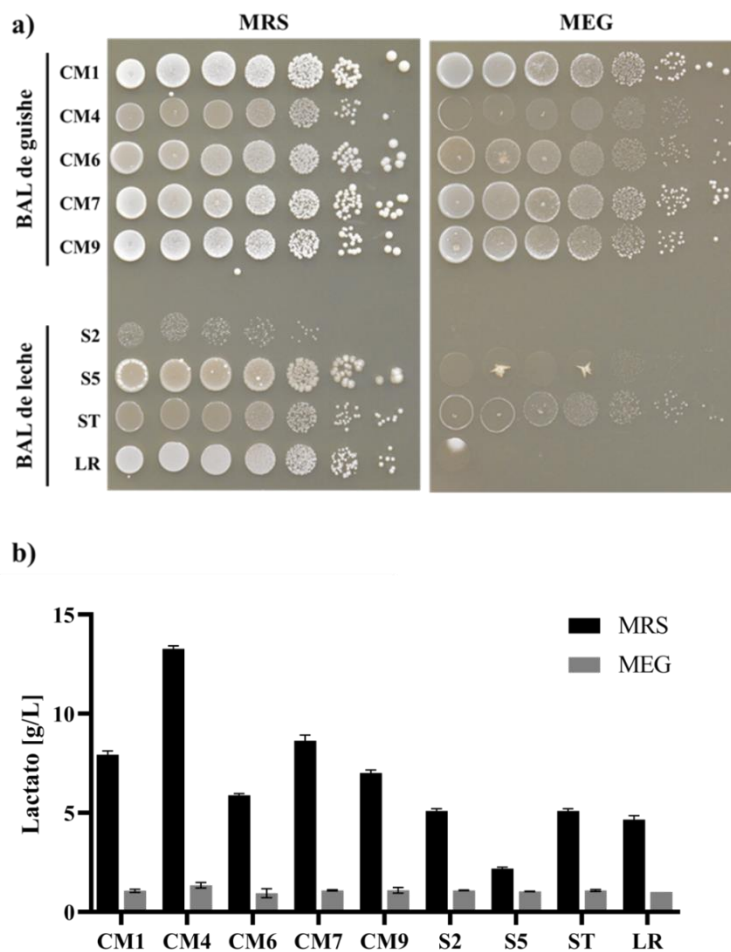 a)
MRS
MEG
BAL de guishe
CM1
CM4
CM6
CM7
CM9
BAL de leche
S2
S5
ST
LR
b)
Lactato [g/L]
15
10
5
0
MRS
MEG
CM1 CM4 CM6 CM7 CM9 S2 S5 ST LR